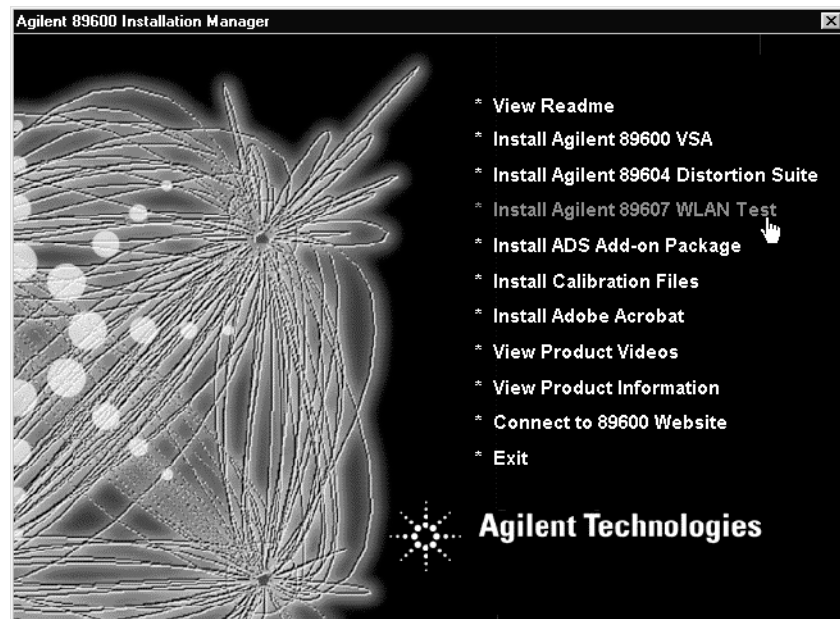 Agilent 89600 Installation Manager
* View Readme
* Install Agilent 89600 VSA
* Install Agilent 89604 Distortion Suite
* Install Agilent 89607 WLAN Test
* Install ADS Add-on Package
* Install Calibration Files
* Install Adobe Acrobat
* View Product Videos
* View Product Information
* Connect to 89600 Website
* Exit
Agilent Technologies